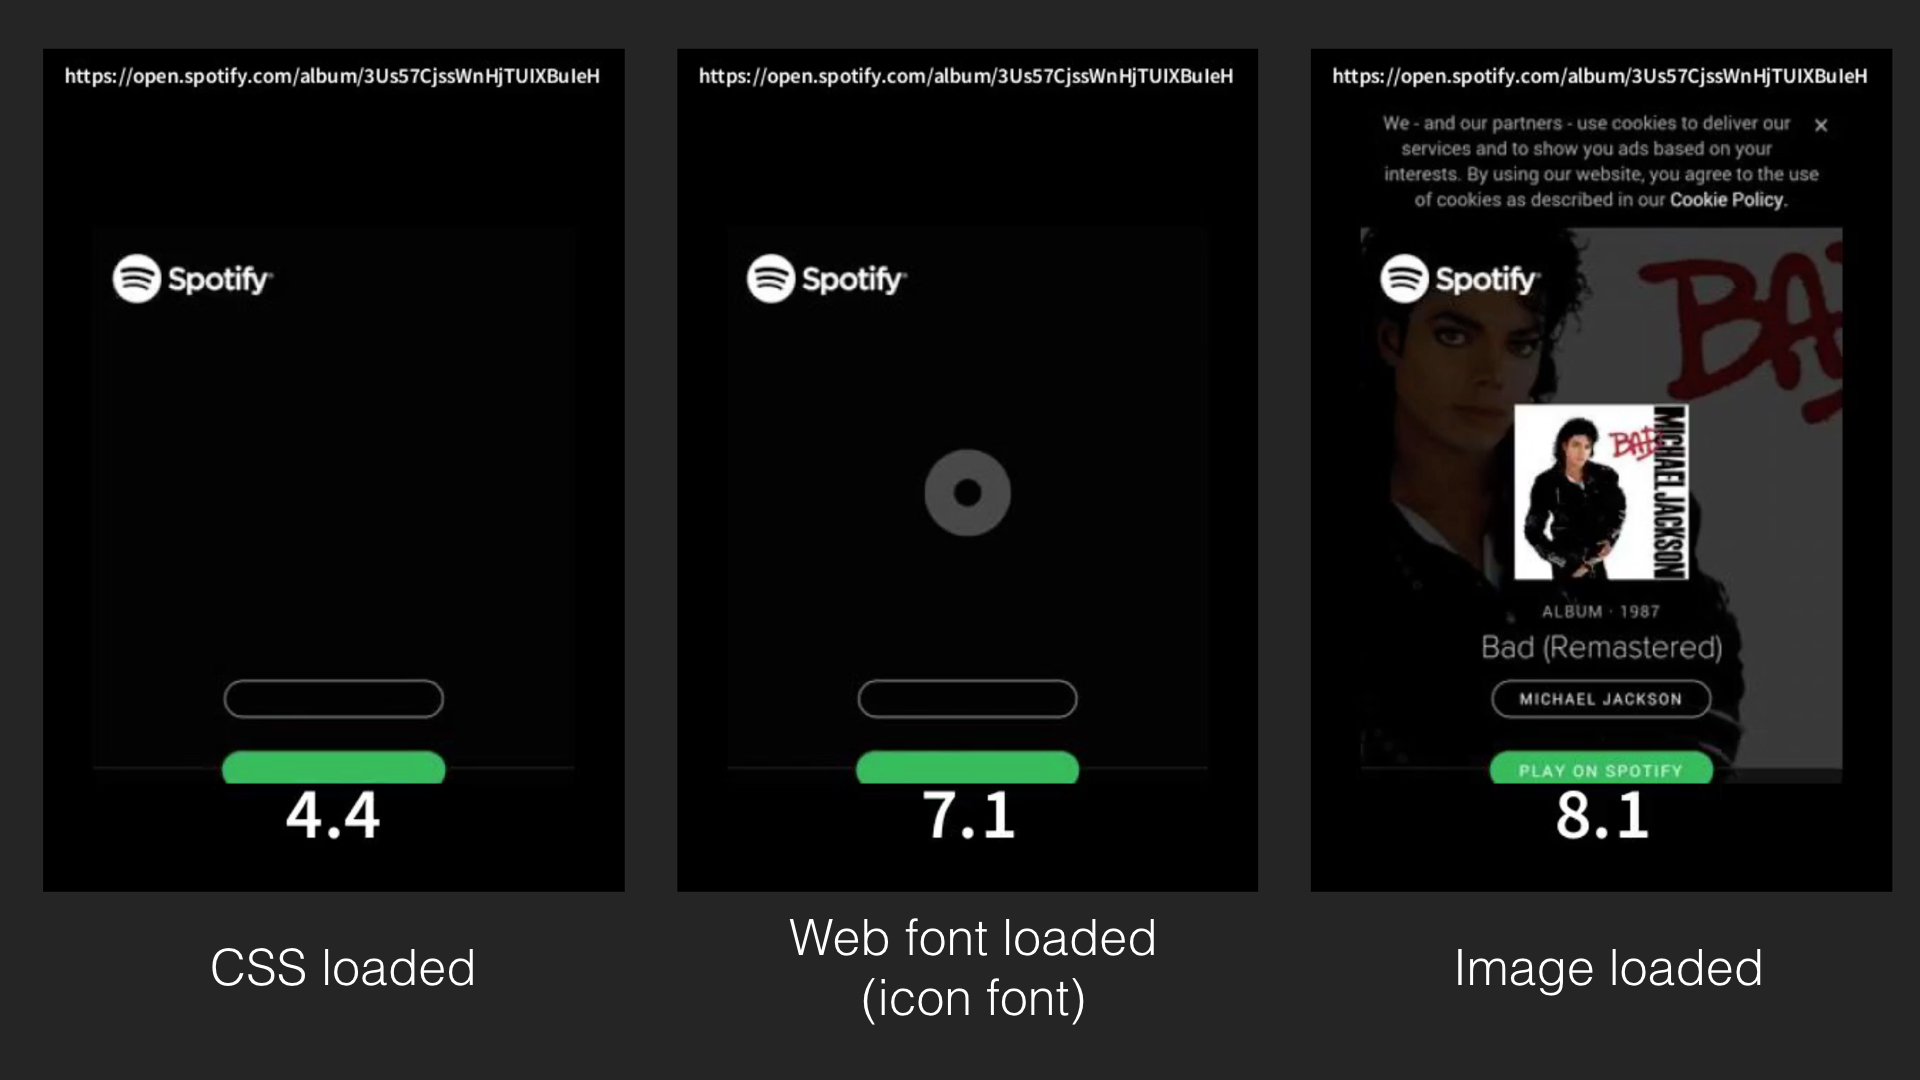 https://open.spotify.com/album/3Us57CjssWnHjTUIXBuIeH
Spotify
4.4
CSS loaded
https://open.spotify.com/album/3Us57CjssWnHjTUIXBuIeH
Spotify
7.1
Web font loaded
(icon font)
https://open.spotify.com/album/3Us57CjssWnHjTUIXBuIeH
We - and our partners - use cookies to deliver our
services and to show you ads based on your
interests. By using our website, you agree to the use
of cookies as described in our Cookie Policy.
Spotify
BAD
BAD
MICHAEL JACKSON
ALBUM · 1987
Bad (Remastered)
MICHAEL JACKSON
PLAY ON SPOTIFY
8.1
Image loaded